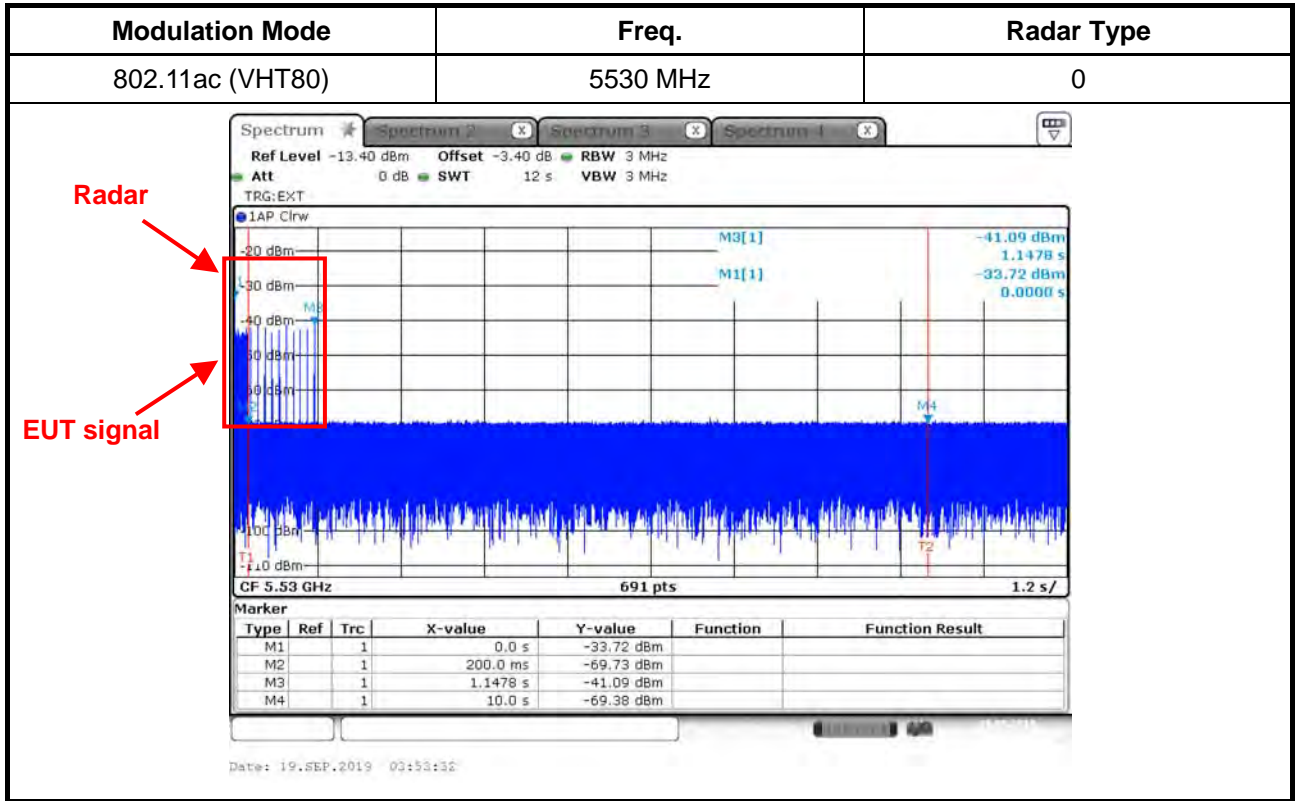 Modulation Mode Freq. Radar Type
802.11ac (VHT80) 5530 MHz 0
Spectrum Spectrum 2 X Spectrum 3 X Spectrum 4 X
Ref Level -13.40 dBm Offset -3.40 dB RBW 3 MHz
Att 0 dB SWT 12 s VBW 3 MHz
TRG:EXT
1AP Clrw
Radar
EUT signal
M3[1] -41.09 dBm
1.1478 s
M1[1] -33.72 dBm
0.0000 s
-20 dBm
-30 dBm
M3
-40 dBm
M4
-110 dBm
T1
T2
CF 5.53 GHz 691 pts 1.2 s/
Marker
Type Ref Trc X-value Y-value Function Function Result
M1 1 0.0 s -33.72 dBm
M2 1 200.0 ms -69.73 dBm
M3 1 1.1478 s -41.09 dBm
M4 1 10.0 s -69.38 dBm
Date: 19.SEP.2019 03:53:32